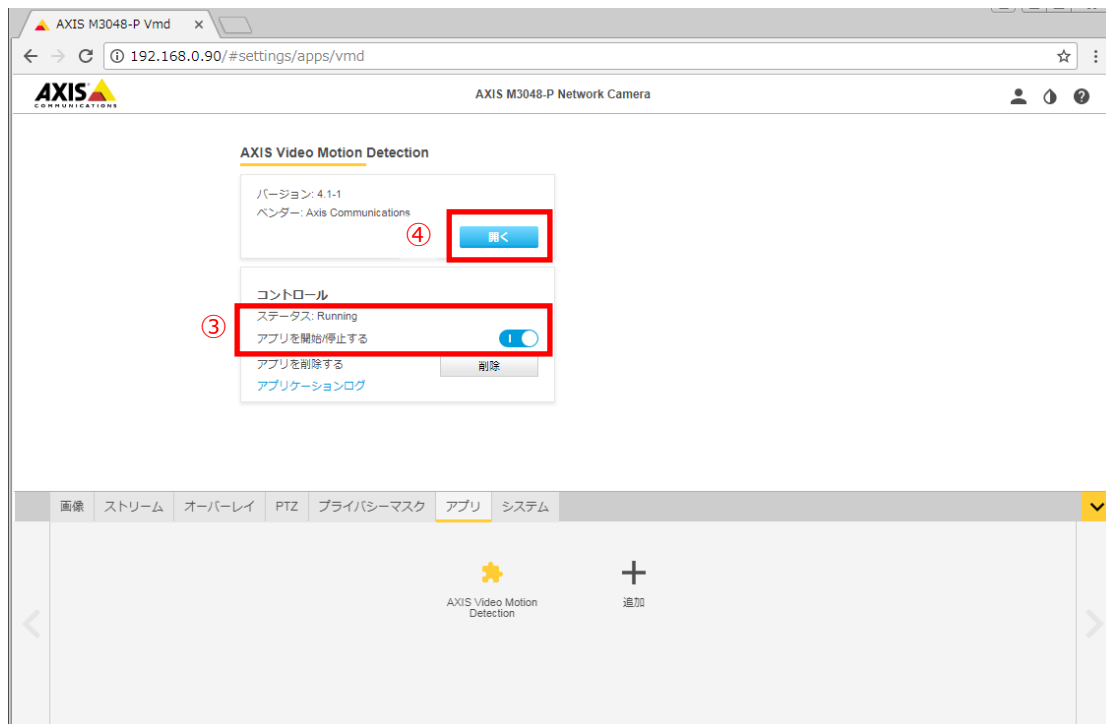 AXIS M3048-P Vmd
192.168.0.90/#settings/apps/vmd
AXIS COMMUNICATIONS
AXIS M3048-P Network Camera
AXIS Video Motion Detection
バージョン: 4.1-1
ベンダー: Axis Communications
④
開く
コントロール
③
ステータス: Running
アプリを開始/停止する
アプリを削除する
削除
アプリケーションログ
画像 ストリーム オーバーレイ PTZ プライバシーマスク アプリ システム
AXIS Video Motion
Detection
追加